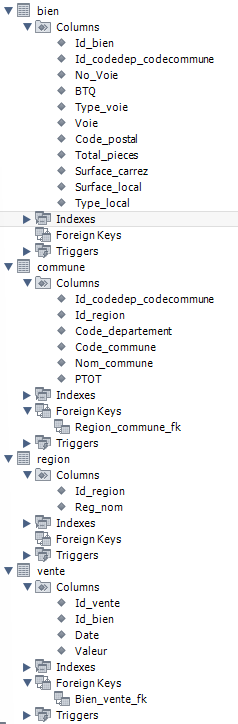 bien
Columns
Id_bien
Id_codedep_codecommune
No_Voie
BTQ
Type_voie
Voie
Code_postal
Total_pieces
Surface_carrez
Surface_local
Type_local
Indexes
Foreign Keys
Triggers
commune
Columns
Id_codedep_codecommune
Id_region
Code_departement
Code_commune
Nom_commune
PTOT
Indexes
Foreign Keys
Region_commune_fk
Triggers
region
Columns
Id_region
Reg_nom
Indexes
Foreign Keys
Triggers
vente
Columns
Id_vente
Id_bien
Date
Valeur
Indexes
Foreign Keys
Bien_vente_fk
Triggers